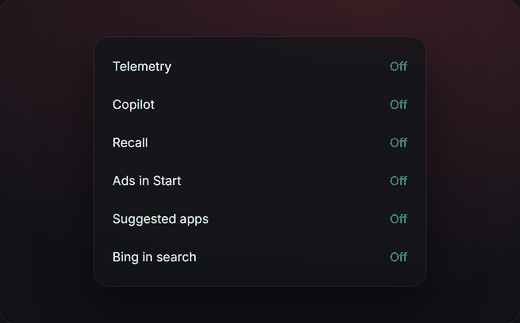 Telemetry Off
Copilot Off
Recall Off
Ads in Start Off
Suggested apps Off
Bing in search Off